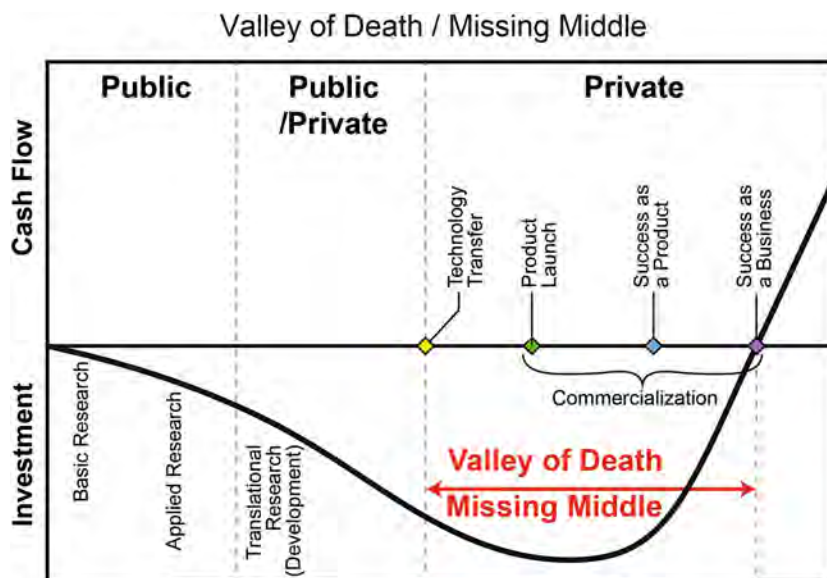 Valley of Death / Missing Middle
Public
Public
/Private
Private
Cash Flow
Technology
Transfer
Product
Launch
Success as
a Product
Success as
a Business
Commercialization
Investment
Basic Research
Applied Research
Translational
Research
(Development)
Valley of Death
Missing Middle